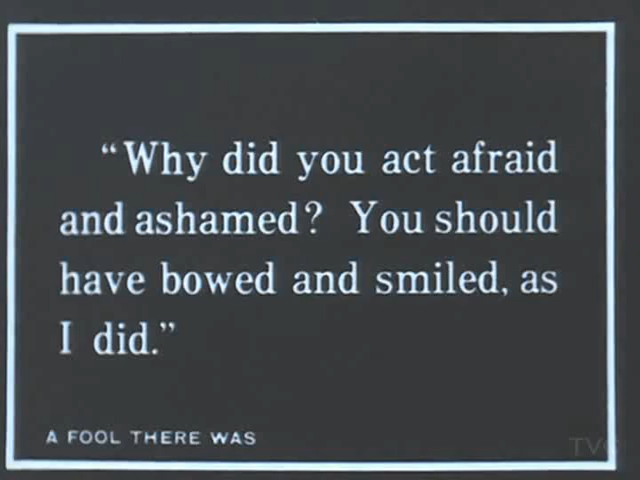 “Why did you act afraid
and ashamed? You should
have bowed and smiled, as
I did.”
A FOOL THERE WAS